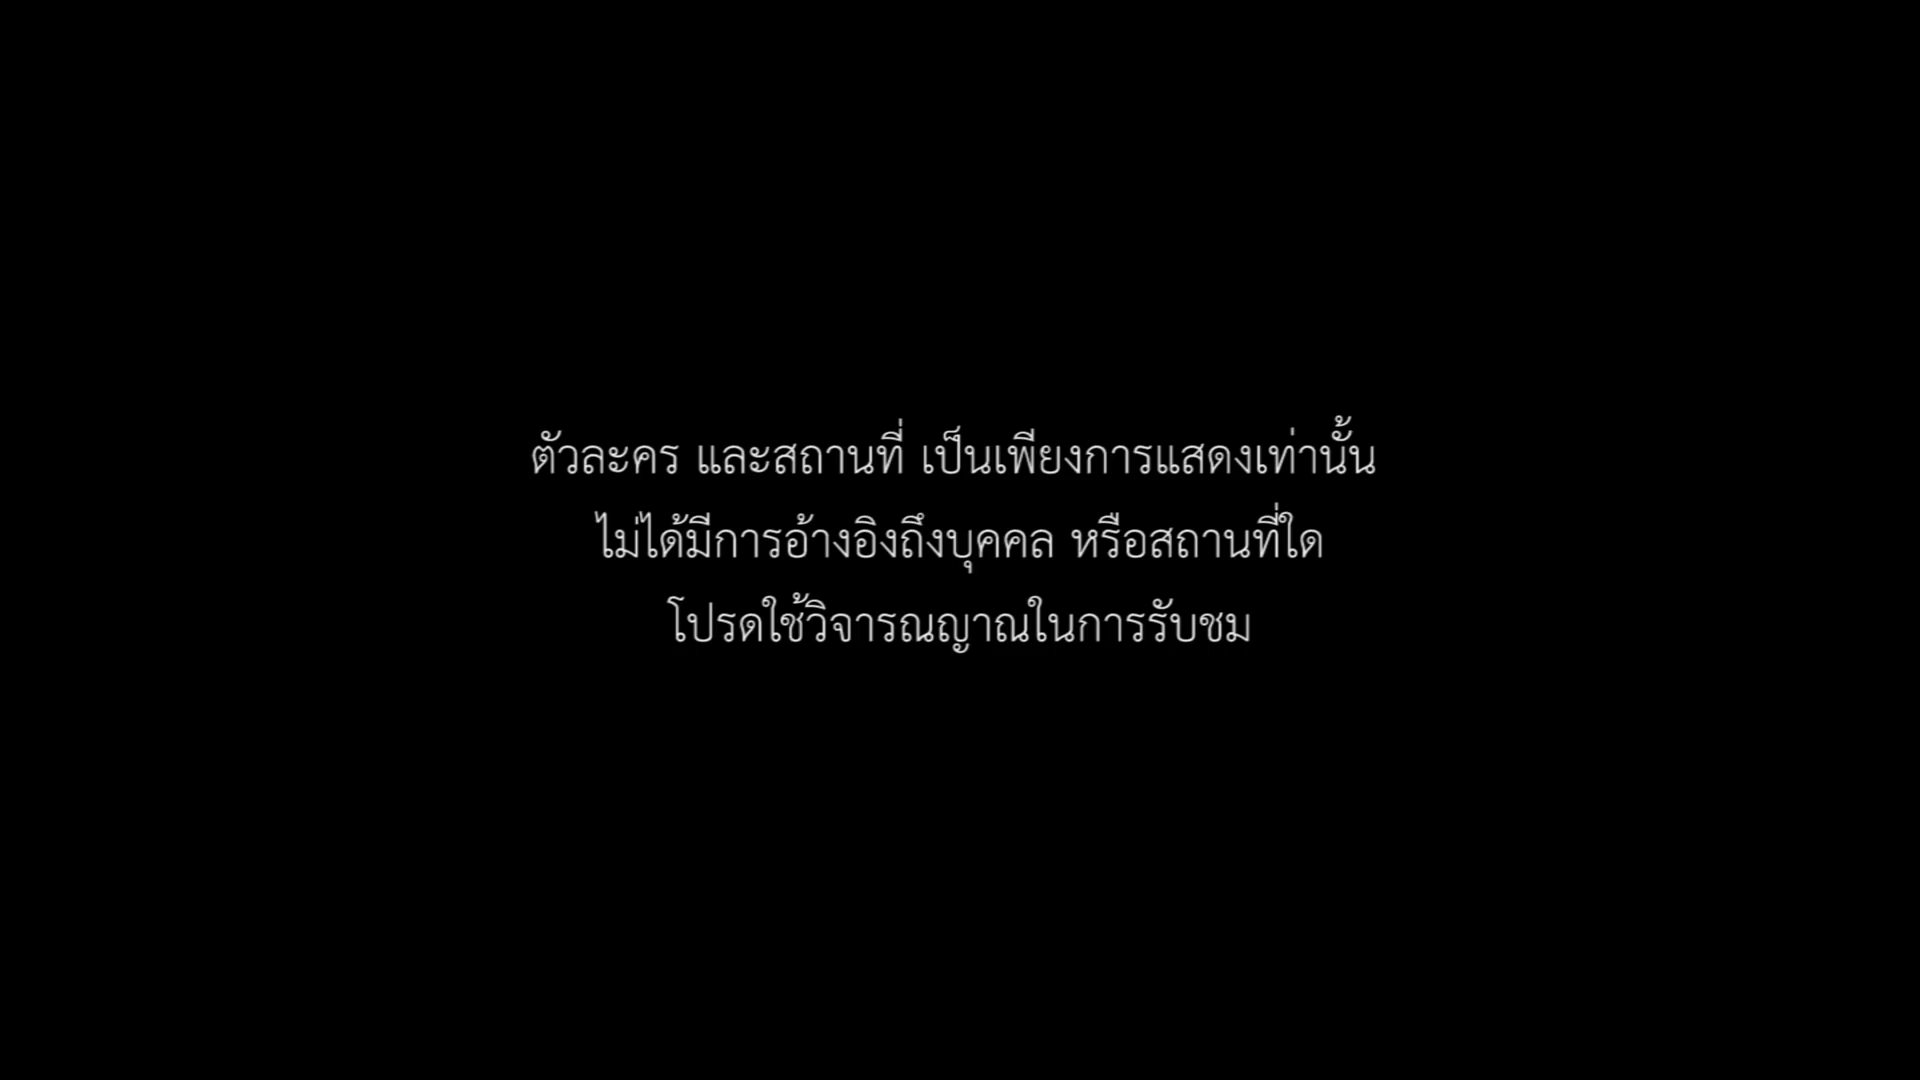 ตัวละคร และสถานที่ เป็นเพียงการแสดงเท่านั้น
ไม่ได้มีการอ้างอิงถึงบุคคล หรือสถานที่ใด
โปรดใช้วิจารณญาณในการรับชม